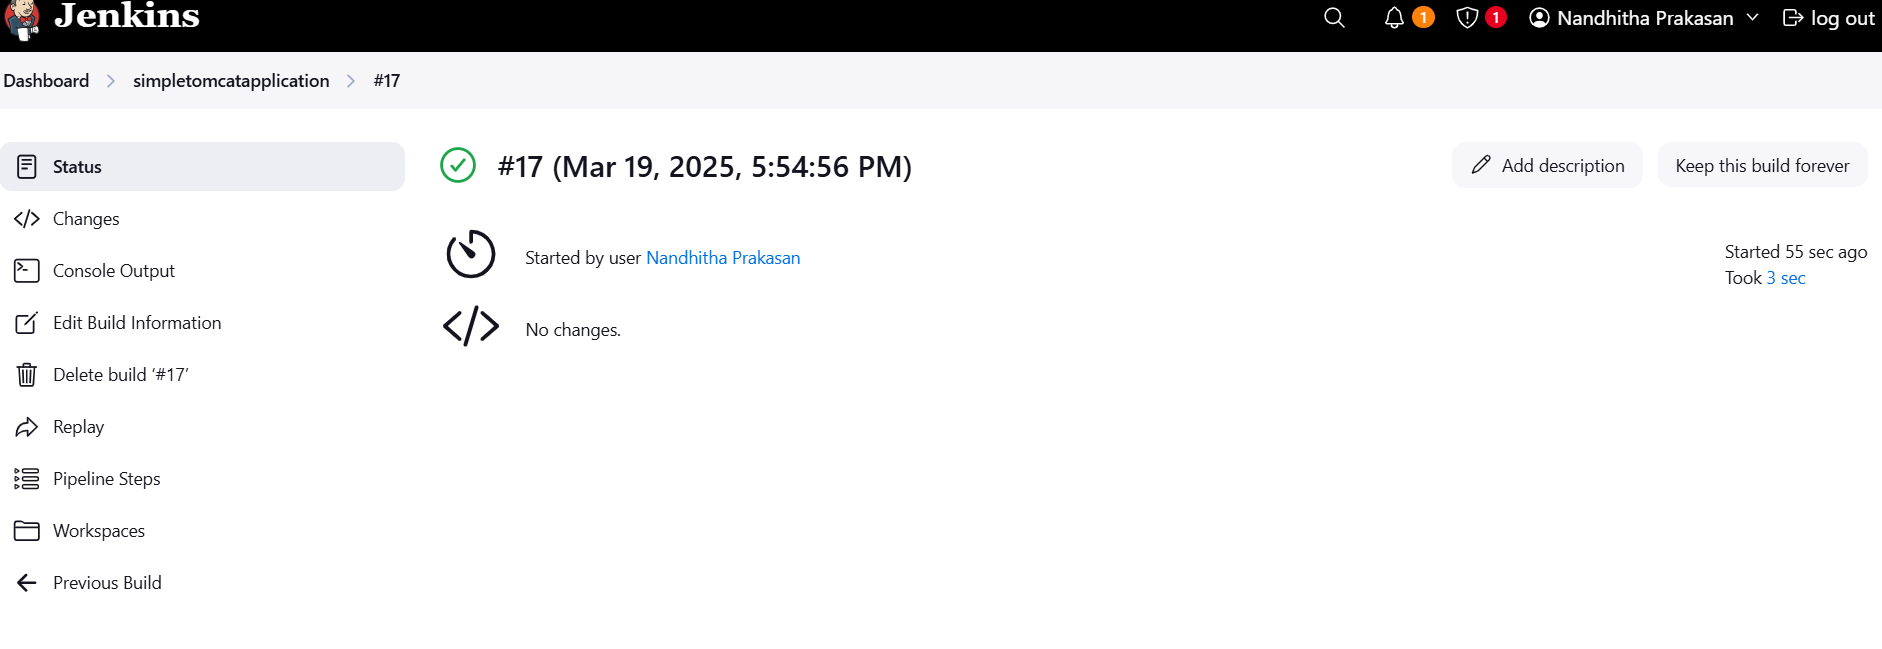 Jenkins
1
1
Nandhitha Prakasan
log out
Dashboard
simpletomcatapplication
#17
Status
Changes
Console Output
Edit Build Information
Delete build ‘#17’
Replay
Pipeline Steps
Workspaces
Previous Build
#17 (Mar 19, 2025, 5:54:56 PM)
Add description
Keep this build forever
Started by user Nandhitha Prakasan
Started 55 sec ago
Took 3 sec
No changes.